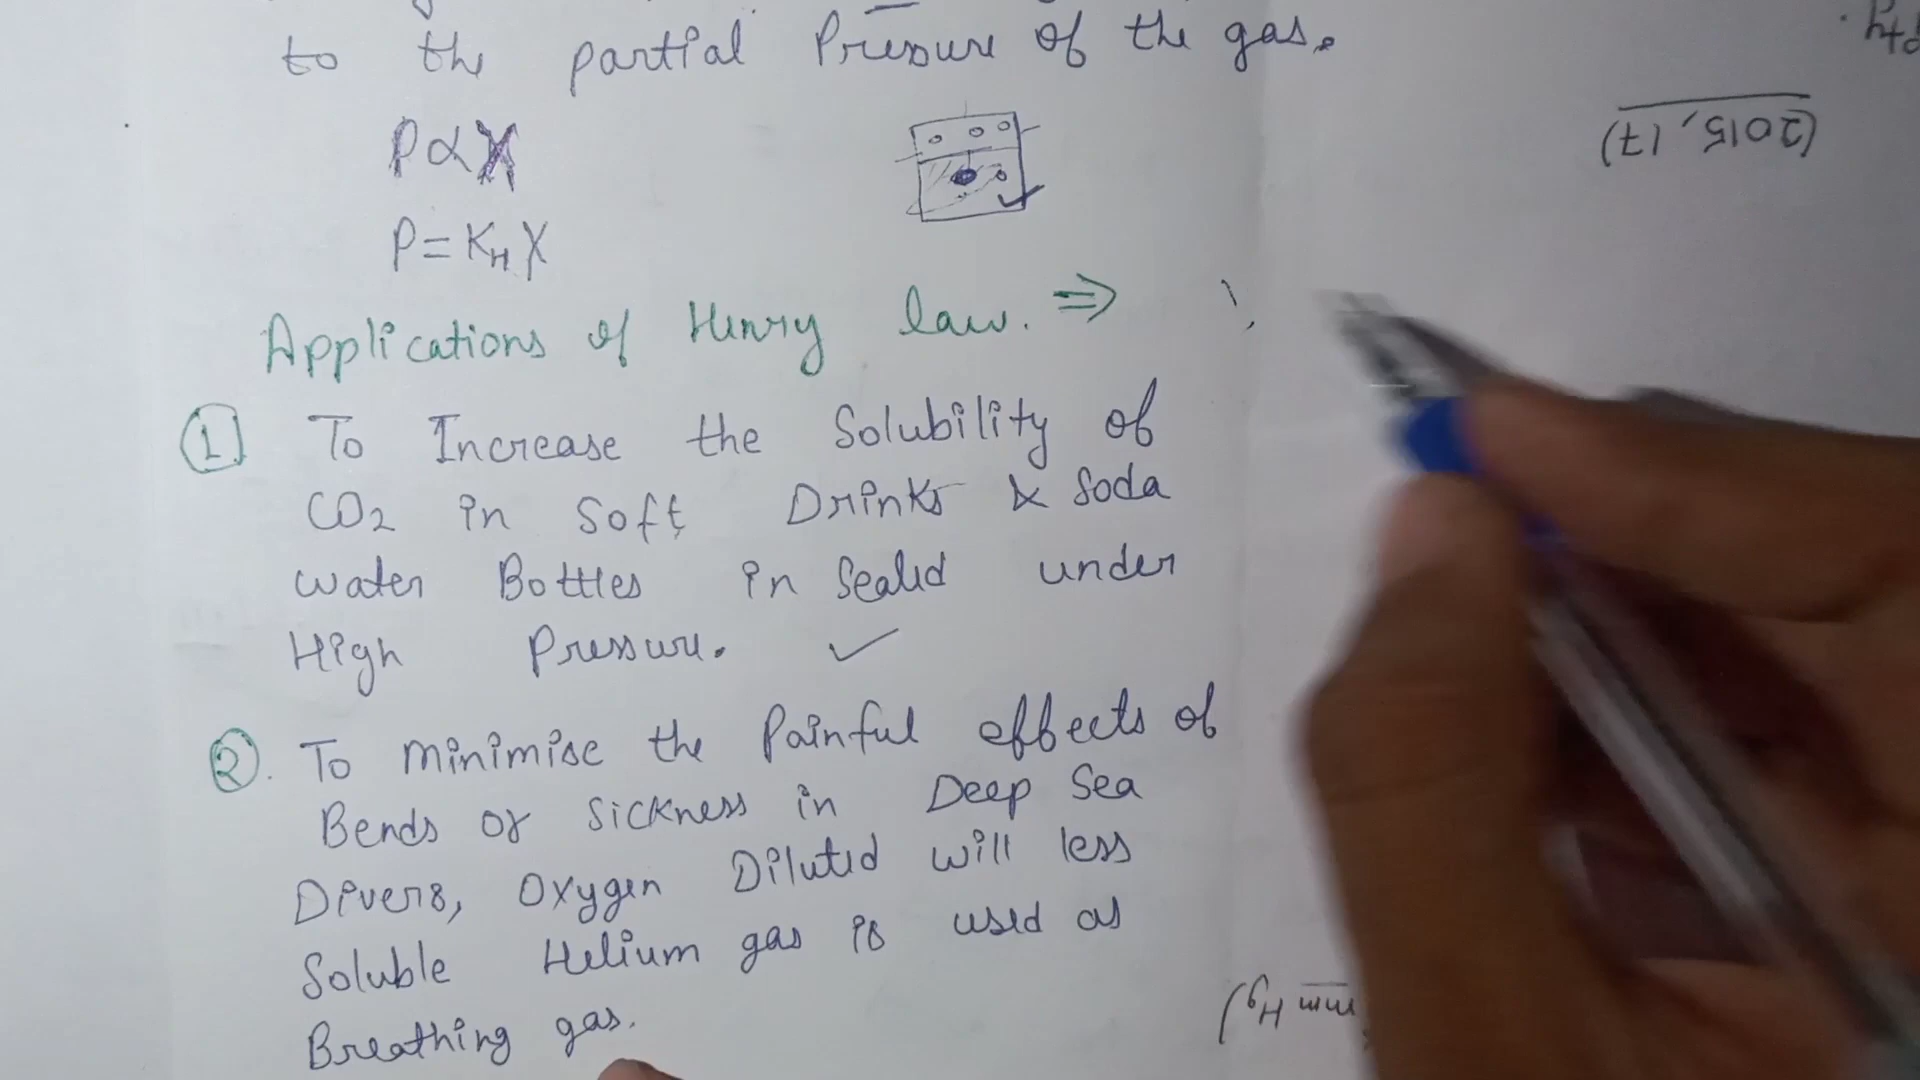 to the partial Pressure of the gas.
P∝X
P=KHX
Applications of Henry law. ⇒
① To Increase the Solubility of
CO2 in Soft Drinks & Soda
water Bottles in Sealed under
High Pressure. ✓
②. To minimise the Painful effects of
Bends or Sickness in Deep Sea
Divers, Oxygen Diluted will less
Soluble Helium gas is used as
Breathing gas.
(2015, 17)
mm Hg)